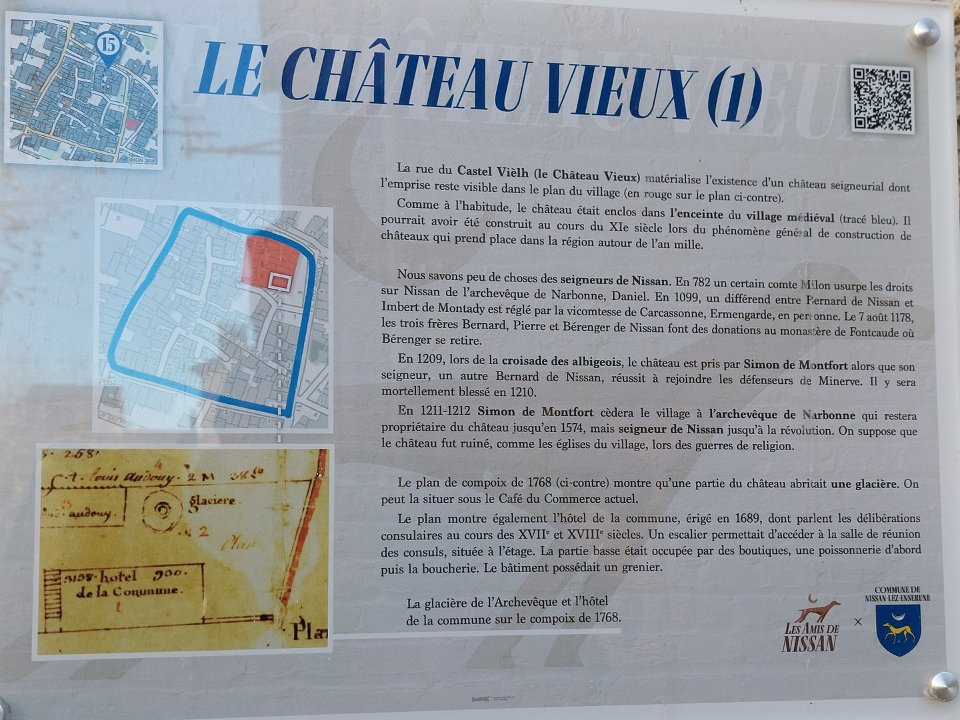 15
©IGN 2023
LE CHÂTEAU VIEUX (1)
La rue du Castel Vièlh (le Château Vieux) matérialise l'existence d'un château seigneurial dont
l'emprise reste visible dans le plan du village (en rouge sur le plan ci-contre).
Comme à l'habitude, le château était enclos dans l'enceinte du village médiéval (tracé bleu). Il
pourrait avoir été construit au cours du XIe siècle lors du phénomène général de construction de
châteaux qui prend place dans la région autour de l'an mille.
Nous savons peu de choses des seigneurs de Nissan. En 782 un certain comte Milon usurpe les droits
sur Nissan de l'archevêque de Narbonne, Daniel. En 1099, un différend entre Bernard de Nissan et
Imbert de Montady est réglé par la vicomtesse de Carcassonne, Ermengarde, en personne. Le 7 août 1178,
les trois frères Bernard, Pierre et Bérenger de Nissan font des donations au monastère de Fontcaude où
Bérenger se retire.
En 1209, lors de la croisade des albigeois, le château est pris par Simon de Montfort alors que son
seigneur, un autre Bernard de Nissan, réussit à rejoindre les défenseurs de Minerve. Il y sera
mortellement blessé en 1210.
En 1211-1212 Simon de Montfort cèdera le village à l'archevêque de Narbonne qui restera
propriétaire du château jusqu'en 1574, mais seigneur de Nissan jusqu'à la révolution. On suppose que
le château fut ruiné, comme les églises du village, lors des guerres de religion.
Le plan de compoix de 1768 (ci-contre) montre qu'une partie du château abritait une glacière. On
peut la situer sous le Café du Commerce actuel.
Le plan montre également l'hôtel de la commune, érigé en 1689, dont parlent les délibérations
consulaires au cours des XVIIe et XVIIIe siècles. Un escalier permettait d'accéder à la salle de réunion
des consuls, située à l'étage. La partie basse était occupée par des boutiques, une poissonnerie d'abord
puis la boucherie. Le bâtiment possédait un grenier.
La glacière de l'Archevêque et l'hôtel
de la commune sur le compoix de 1768.
258
4
Louis audouy. 2
3
audouy.
glaciere.
2
3138. hotel 930.
de la Commune.
1
Pla
LES AMIS DE
NISSAN
×
COMMUNE DE
NISSAN-LEZ-ENSERUNE